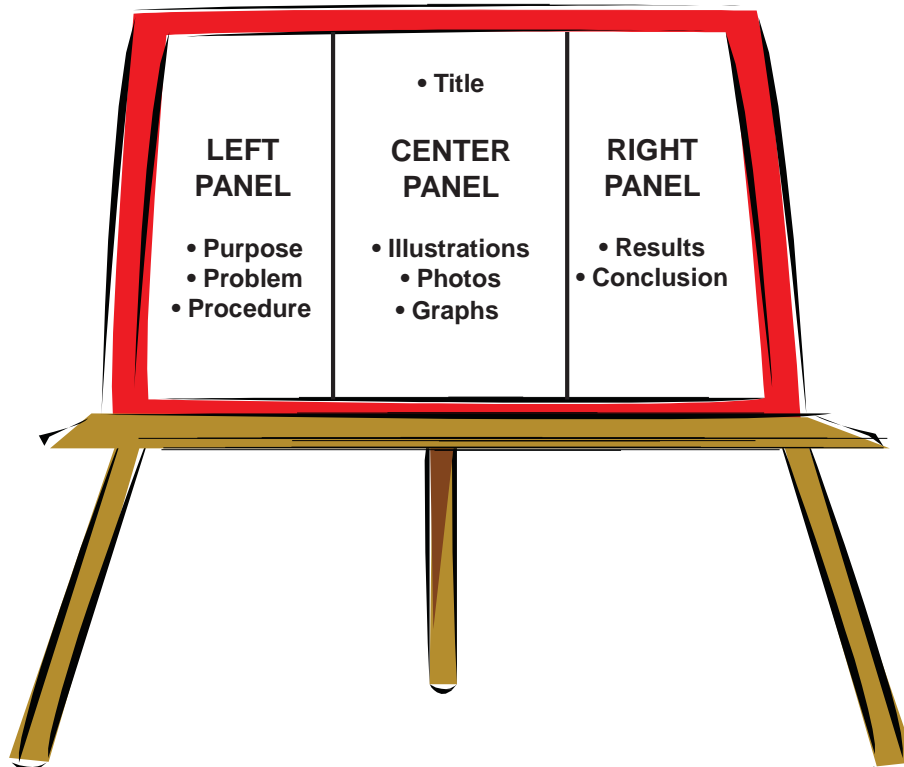 LEFT
PANEL
• Purpose
• Problem
• Procedure
• Title
CENTER
PANEL
• Illustrations
• Photos
• Graphs
RIGHT
PANEL
• Results
• Conclusion